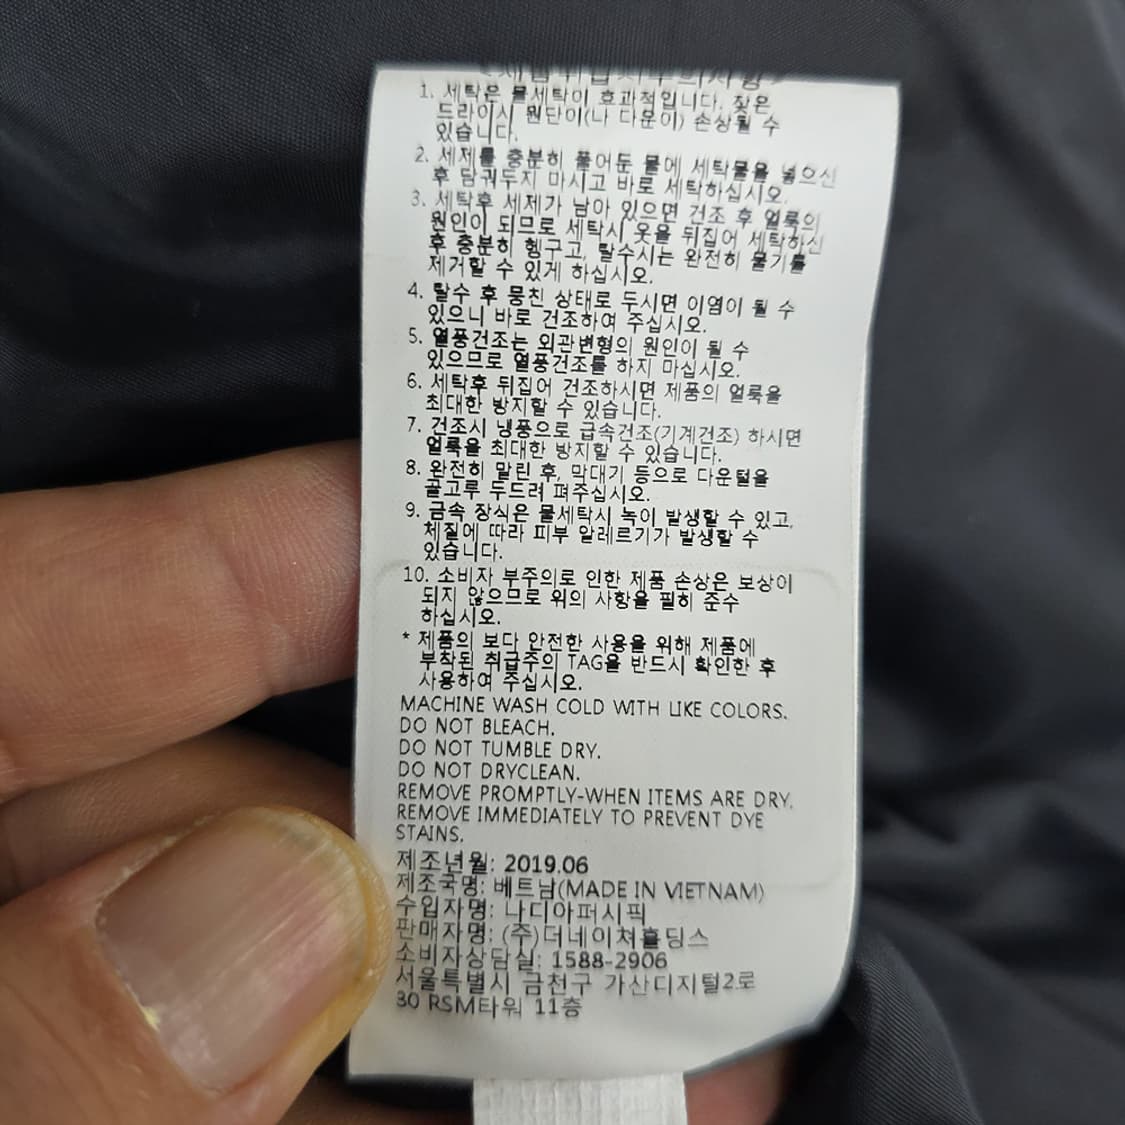 <제품취급시주의사항>
1. 세탁은 물세탁이 효과적입니다. 잦은
드라이시 원단이(나 다운이) 손상될 수
있습니다.
2. 세제를 충분히 풀어둔 물에 세탁물을 넣으신
후 담궈두지 마시고 바로 세탁하십시오.
3. 세탁후 세제가 남아 있으면 건조 후 얼룩의
원인이 되므로 세탁시 옷을 뒤집어 세탁하신
후 충분히 헹구고, 탈수시는 완전히 물기를
제거할 수 있게 하십시오.
4. 탈수 후 뭉친 상태로 두시면 이염이 될 수
있으니 바로 건조하여 주십시오.
5. 열풍건조는 외관변형의 원인이 될 수
있으므로 열풍건조를 하지 마십시오.
6. 세탁후 뒤집어 건조하시면 제품의 얼룩을
최대한 방지할 수 있습니다.
7. 건조시 냉풍으로 급속건조(기계건조) 하시면
얼룩을 최대한 방지할 수 있습니다.
8. 완전히 말린 후, 막대기 등으로 다운털을
골고루 두드려 펴주십시오.
9. 금속 장식은 물세탁시 녹이 발생할 수 있고,
체질에 따라 피부 알레르기가 발생할 수
있습니다.
10. 소비자 부주의로 인한 제품 손상은 보상이
되지 않으므로 위의 사항을 필히 준수
하십시오.
* 제품의 보다 안전한 사용을 위해 제품에
부착된 취급주의 TAG을 반드시 확인한 후
사용하여 주십시오.
MACHINE WASH COLD WITH LIKE COLORS.
DO NOT BLEACH.
DO NOT TUMBLE DRY.
DO NOT DRYCLEAN.
REMOVE PROMPTLY-WHEN ITEMS ARE DRY.
REMOVE IMMEDIATELY TO PREVENT DYE
STAINS.
제조년월: 2019.06
제조국명: 베트남(MADE IN VIETNAM)
수입자명: 나디아퍼시픽
판매자명: (주)더네이쳐홀딩스
소비자상담실: 1588-2906
서울특별시 금천구 가산디지털2로
30 RSM타워 11층